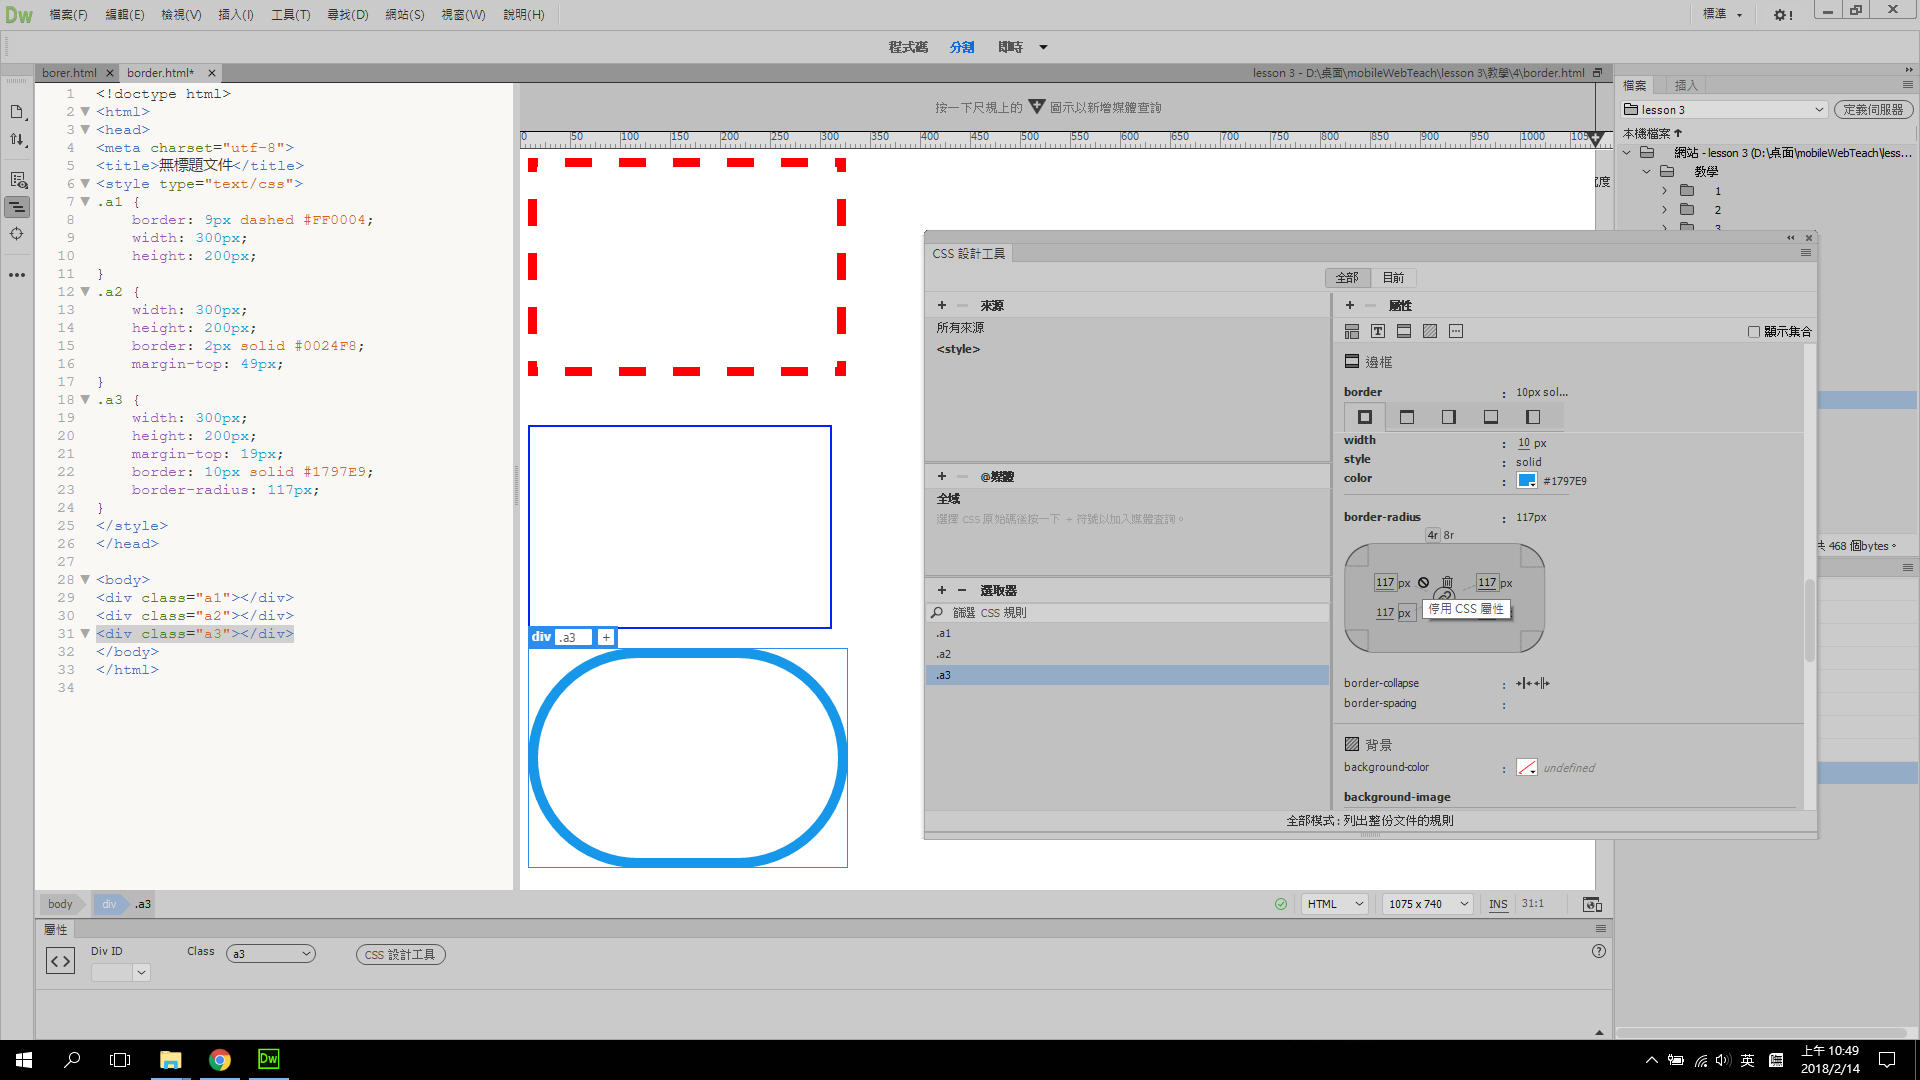 Dw 檔案(F) 編輯(E) 檢視(V) 插入(I) 工具(T) 尋找(D) 網站(S) 視窗(W) 說明(H) 標準
程式碼 分割 即時
borer.html border.html* lesson 3 - D:\桌面\mobileWebTeach\lesson 3\教學\4\border.html
按一下尺規上的 圖示以新增媒體查詢
0 50 100 150 200 250 300 350 400 450 500 550 600 650 700 750 800 850 900 950 1000 105
1 <!doctype html>
2 <html>
3 <head>
4 <meta charset="utf-8">
5 <title>無標題文件</title>
6 <style type="text/css">
7 .a1 {
8 border: 9px dashed #FF0004;
9 width: 300px;
10 height: 200px;
11 }
12 .a2 {
13 width: 300px;
14 height: 200px;
15 border: 2px solid #0024F8;
16 margin-top: 49px;
17 }
18 .a3 {
19 width: 300px;
20 height: 200px;
21 margin-top: 19px;
22 border: 10px solid #1797E9;
23 border-radius: 117px;
24 }
25 </style>
26 </head>
27
28 <body>
29 <div class="a1"></div>
30 <div class="a2"></div>
31 <div class="a3"></div>
32 </body>
33 </html>
34
div .a3 +
CSS 設計工具
全部 目前
來源
所有來源
<style>
@媒體
全域
選擇 CSS 原始碼後按一下 + 符號以加入媒體查詢。
選取器
篩選 CSS 規則
.a1
.a2
.a3
屬性
顯示集合
邊框
border : 10px sol...
width : 10 px
style : solid
color : #1797E9
border-radius : 117px
4r 8r
117 px 117 px
117 px
停用 CSS 屬性
border-collapse :
border-spacing :
背景
background-color : undefined
background-image
全部模式 : 列出整份文件的規則
檔案 插入
lesson 3 定義伺服器
本機檔案
網站 - lesson 3 (D:\桌面\mobileWebTeach\less...
教學
1
2
3
共 468 個bytes。
body div .a3
HTML 1075 x 740 INS 31:1
屬性
Div ID Class a3 CSS 設計工具
Dw
英
上午 10:49
2018/2/14